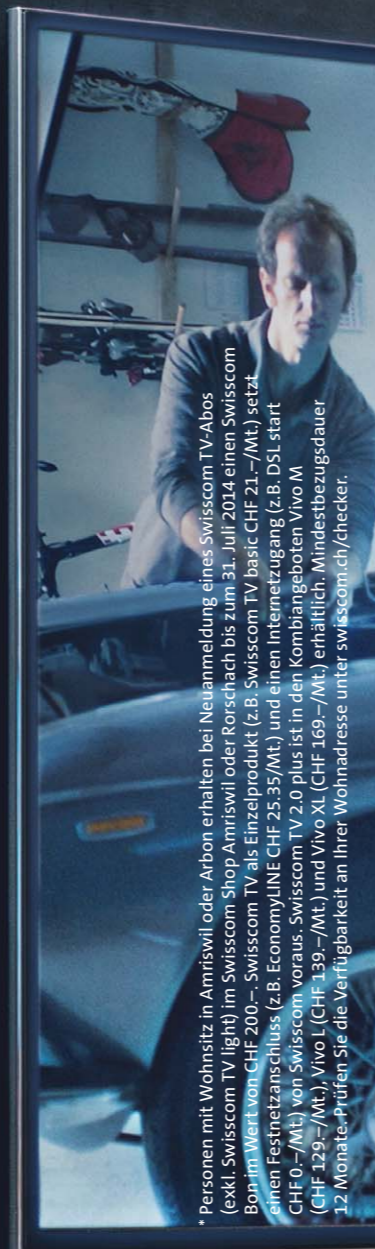 * Personen mit Wohnsitz in Amriswil oder Arbon erhalten bei Neuanmeldung eines Swisscom TV-Abos
(exkl. Swisscom TV light) im Swisscom Shop Amriswil oder Rorschach bis zum 31. Juli 2014 einen Swisscom
Bon im Wert von CHF 200.–. Swisscom TV als Einzelprodukt (z.B. Swisscom TV basic CHF 21.–/Mt.) setzt
einen Festnetzanschluss (z.B. EconomyLINE CHF 25.35/Mt.) und einen Internetzugang (z.B. DSL start
CHF 0.–/Mt.) von Swisscom voraus. Swisscom TV 2.0 plus ist in den Kombiangeboten Vivo M
(CHF 129.–/Mt.), Vivo L (CHF 139.–/Mt.) und Vivo XL (CHF 169.–/Mt.) erhältlich. Mindestbezugsdauer
12 Monate. Prüfen Sie die Verfügbarkeit an Ihrer Wohnadresse unter swisscom.ch/checker.